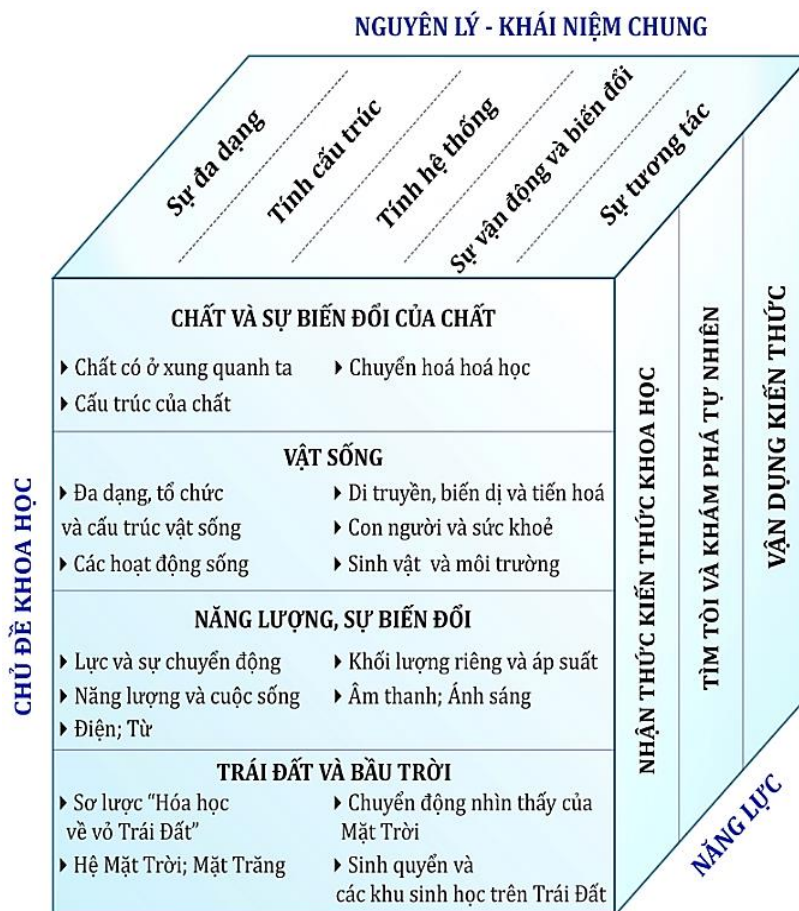 NGUYÊN LÝ - KHÁI NIỆM CHUNG
Sự đa dạng
Tính cấu trúc
Tính hệ thống
Sự vận động và biến đổi
Sự tương tác
CHỦ ĐỀ KHOA HỌC
CHẤT VÀ SỰ BIẾN ĐỔI CỦA CHẤT
Chất có ở xung quanh ta
Cấu trúc của chất
Chuyển hoá hoá học
VẬT SỐNG
Đa dạng, tổ chức
và cấu trúc vật sống
Các hoạt động sống
Di truyền, biến dị và tiến hoá
Con người và sức khoẻ
Sinh vật và môi trường
NĂNG LƯỢNG, SỰ BIẾN ĐỔI
Lực và sự chuyển động
Năng lượng và cuộc sống
Điện; Từ
Khối lượng riêng và áp suất
Âm thanh; Ánh sáng
TRÁI ĐẤT VÀ BẦU TRỜI
Sơ lược “Hóa học
về vỏ Trái Đất”
Hệ Mặt Trời; Mặt Trăng
Chuyển động nhìn thấy của
Mặt Trời
Sinh quyển và
các khu sinh học trên Trái Đất
NHẬN THỨC KIẾN THỨC KHOA HỌC
TÌM TÒI VÀ KHÁM PHÁ TỰ NHIÊN
VẬN DỤNG KIẾN THỨC
NĂNG LỰC